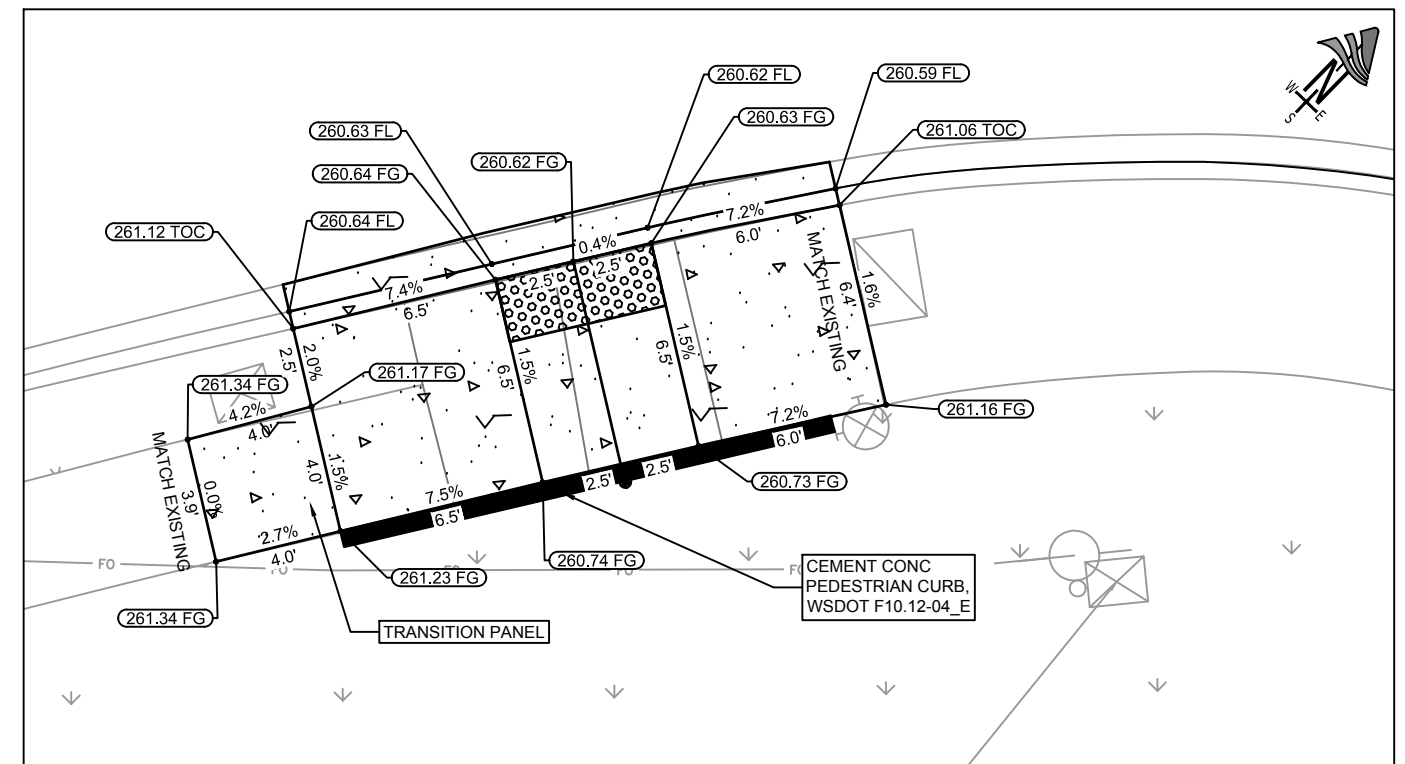 260.62 FL
260.59 FL
260.63 FG
261.06 TOC
260.63 FL
260.62 FG
260.64 FG
260.64 FL
261.12 TOC
W
N
S
E
7.2%
6.0'
0.4%
2.5'
2.5'
7.4%
6.5'
MATCH EXISTING
6.4'
1.6%
2.5'
2.0%
261.34 FG
261.17 FG
4.2%
4.0'
6.5'
1.5%
6.5'
1.5%
MATCH EXISTING
3.9'
0.0%
4.0'
1.5%
261.16 FG
7.2%
6.0'
2.5'
2.5'
7.5%
6.5'
260.73 FG
2.7%
4.0'
260.74 FG
261.23 FG
FO
FO
FO
FO
FO
CEMENT CONC
PEDESTRIAN CURB,
WSDOT F10.12-04_E
261.34 FG
TRANSITION PANEL